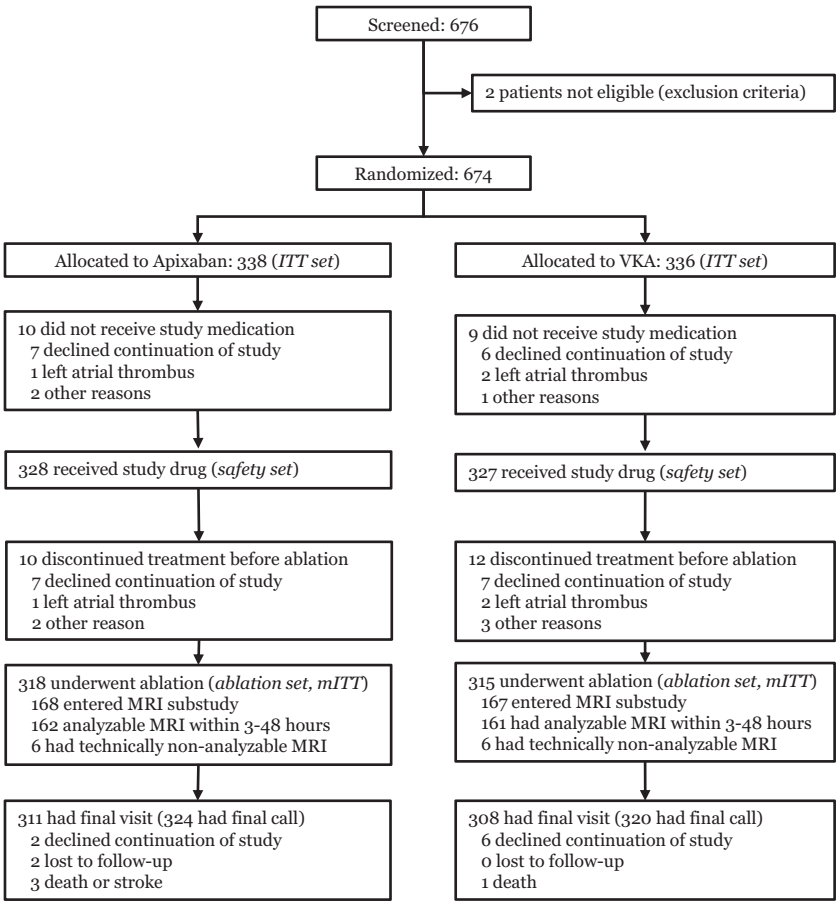 Screened: 676
2 patients not eligible (exclusion criteria)
Randomized: 674
Allocated to Apixaban: 338 (ITT set)
10 did not receive study medication
7 declined continuation of study
1 left atrial thrombus
2 other reasons
328 received study drug (safety set)
10 discontinued treatment before ablation
7 declined continuation of study
1 left atrial thrombus
2 other reason
318 underwent ablation (ablation set, mITT)
168 entered MRI substudy
162 analyzable MRI within 3-48 hours
6 had technically non-analyzable MRI
311 had final visit (324 had final call)
2 declined continuation of study
2 lost to follow-up
3 death or stroke
Allocated to VKA: 336 (ITT set)
9 did not receive study medication
6 declined continuation of study
2 left atrial thrombus
1 other reasons
327 received study drug (safety set)
12 discontinued treatment before ablation
7 declined continuation of study
2 left atrial thrombus
3 other reasons
315 underwent ablation (ablation set, mITT)
167 entered MRI substudy
161 had analyzable MRI within 3-48 hours
6 had technically non-analyzable MRI
308 had final visit (320 had final call)
6 declined continuation of study
0 lost to follow-up
1 death